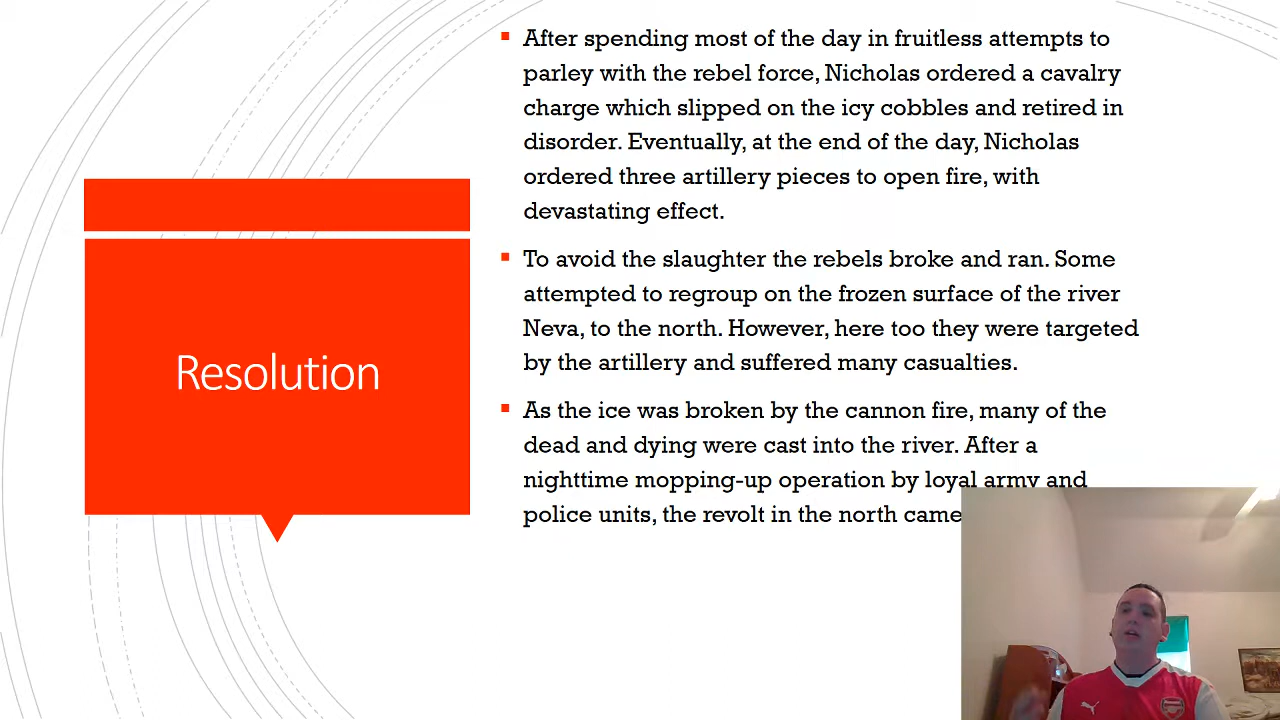 After spending most of the day in fruitless attempts to
parley with the rebel force, Nicholas ordered a cavalry
charge which slipped on the icy cobbles and retired in
disorder. Eventually, at the end of the day, Nicholas
ordered three artillery pieces to open fire, with
devastating effect.
To avoid the slaughter the rebels broke and ran. Some
attempted to regroup on the frozen surface of the river
Neva, to the north. However, here too they were targeted
by the artillery and suffered many casualties.
As the ice was broken by the cannon fire, many of the
dead and dying were cast into the river. After a
nighttime mopping-up operation by loyal army and
police units, the revolt in the north came
Resolution